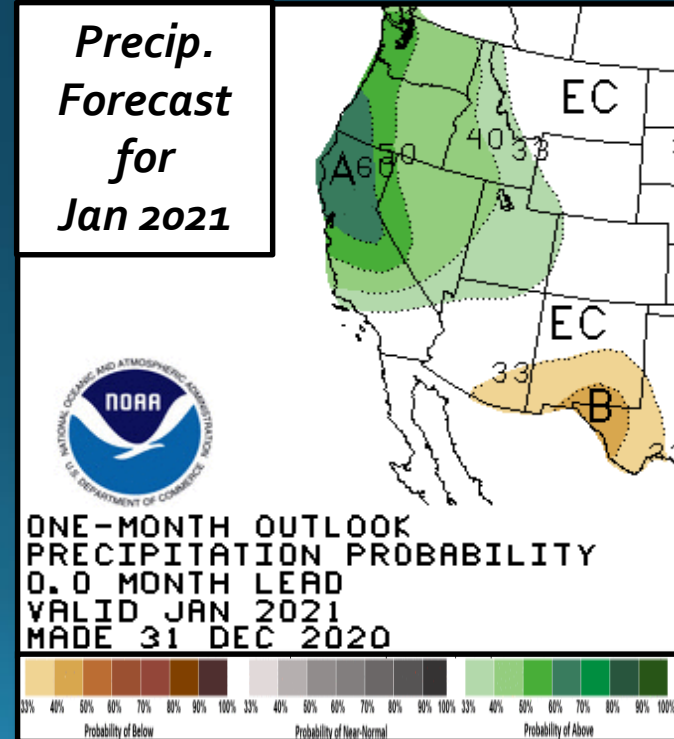 Precip.
Forecast
for
Jan 2021
EC
40 33
50
A 60
EC
33
B
NATIONAL OCEANIC AND ATMOSPHERIC ADMINISTRATION
NOAA
U.S. DEPARTMENT OF COMMERCE
ONE-MONTH OUTLOOK
PRECIPITATION PROBABILITY
0.0 MONTH LEAD
VALID JAN 2021
MADE 31 DEC 2020
33% 40% 50% 60% 70% 80% 90% 100% 33% 40% 50% 60% 70% 80% 90% 100% 33% 40% 50% 60% 70% 80% 90% 100%
Probability of Below Probability of Near-Normal Probability of Above